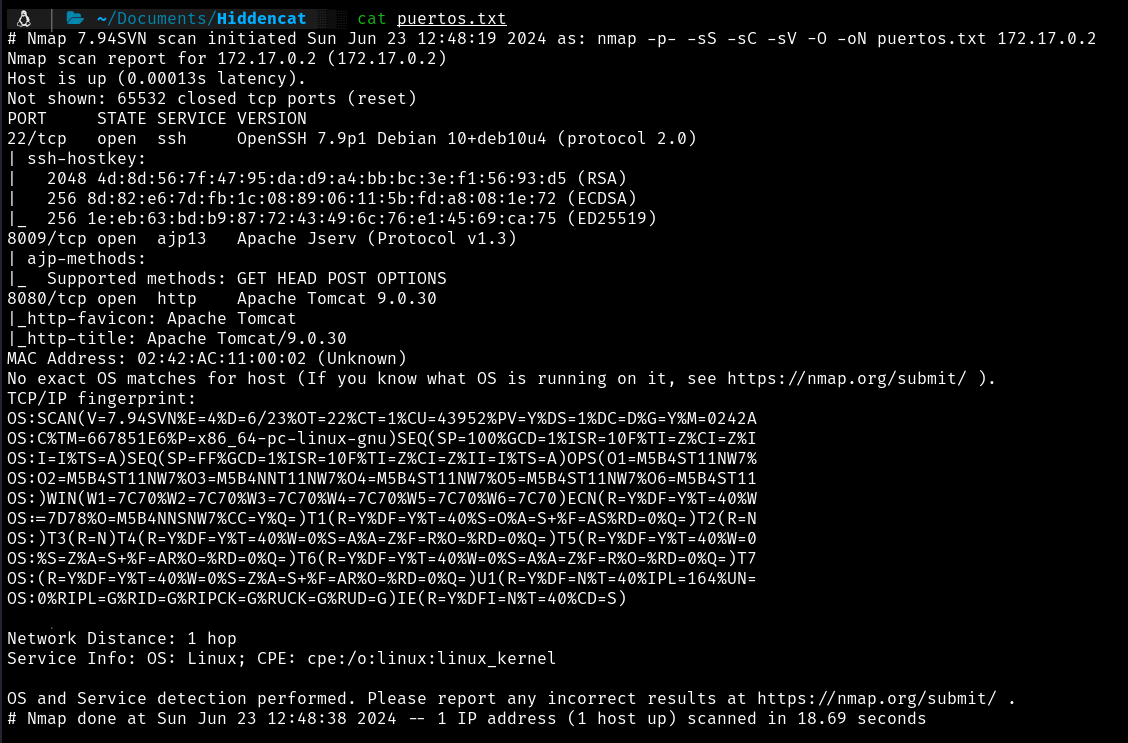 ~/Documents/Hiddencat cat puertos.txt
# Nmap 7.94SVN scan initiated Sun Jun 23 12:48:19 2024 as: nmap -p- -sS -sC -sV -O -oN puertos.txt 172.17.0.2
Nmap scan report for 172.17.0.2 (172.17.0.2)
Host is up (0.00013s latency).
Not shown: 65532 closed tcp ports (reset)
PORT     STATE SERVICE VERSION
22/tcp   open  ssh     OpenSSH 7.9p1 Debian 10+deb10u4 (protocol 2.0)
| ssh-hostkey:
|   2048 4d:8d:56:7f:47:95:da:d9:a4:bb:bc:3e:f1:56:93:d5 (RSA)
|   256 8d:82:e6:7d:fb:1c:08:89:06:11:5b:fd:a8:08:1e:72 (ECDSA)
|_  256 1e:eb:63:bd:b9:87:72:43:49:6c:76:e1:45:69:ca:75 (ED25519)
8009/tcp open  ajp13   Apache Jserv (Protocol v1.3)
| ajp-methods:
|_  Supported methods: GET HEAD POST OPTIONS
8080/tcp open  http    Apache Tomcat 9.0.30
|_http-favicon: Apache Tomcat
|_http-title: Apache Tomcat/9.0.30
MAC Address: 02:42:AC:11:00:02 (Unknown)
No exact OS matches for host (If you know what OS is running on it, see https://nmap.org/submit/ ).
TCP/IP fingerprint:
OS:SCAN(V=7.94SVN%E=4%D=6/23%OT=22%CT=1%CU=43952%PV=Y%DS=1%DC=D%G=Y%M=0242A
OS:C%TM=667851E6%P=x86_64-pc-linux-gnu)SEQ(SP=100%GCD=1%ISR=10F%TI=Z%CI=Z%I
OS:I=I%TS=A)SEQ(SP=FF%GCD=1%ISR=10F%TI=Z%CI=Z%II=I%TS=A)OPS(O1=M5B4ST11NW7%
OS:O2=M5B4ST11NW7%O3=M5B4NNT11NW7%O4=M5B4ST11NW7%O5=M5B4ST11NW7%O6=M5B4ST11
OS:)WIN(W1=7C70%W2=7C70%W3=7C70%W4=7C70%W5=7C70%W6=7C70)ECN(R=Y%DF=Y%T=40%W
OS:=7D78%O=M5B4NNSNW7%CC=Y%Q=)T1(R=Y%DF=Y%T=40%S=O%A=S+%F=AS%RD=0%Q=)T2(R=N
OS:)T3(R=N)T4(R=Y%DF=Y%T=40%W=0%S=A%A=Z%F=R%O=%RD=0%Q=)T5(R=Y%DF=Y%T=40%W=0
OS:%S=Z%A=S+%F=AR%O=%RD=0%Q=)T6(R=Y%DF=Y%T=40%W=0%S=A%A=Z%F=R%O=%RD=0%Q=)T7
OS:(R=Y%DF=Y%T=40%W=0%S=Z%A=S+%F=AR%O=%RD=0%Q=)U1(R=Y%DF=N%T=40%IPL=164%UN=
OS:0%RIPL=G%RID=G%RIPCK=G%RUCK=G%RUD=G)IE(R=Y%DFI=N%T=40%CD=S)
Network Distance: 1 hop
Service Info: OS: Linux; CPE: cpe:/o:linux:linux_kernel
OS and Service detection performed. Please report any incorrect results at https://nmap.org/submit/ .
# Nmap done at Sun Jun 23 12:48:38 2024 -- 1 IP address (1 host up) scanned in 18.69 seconds